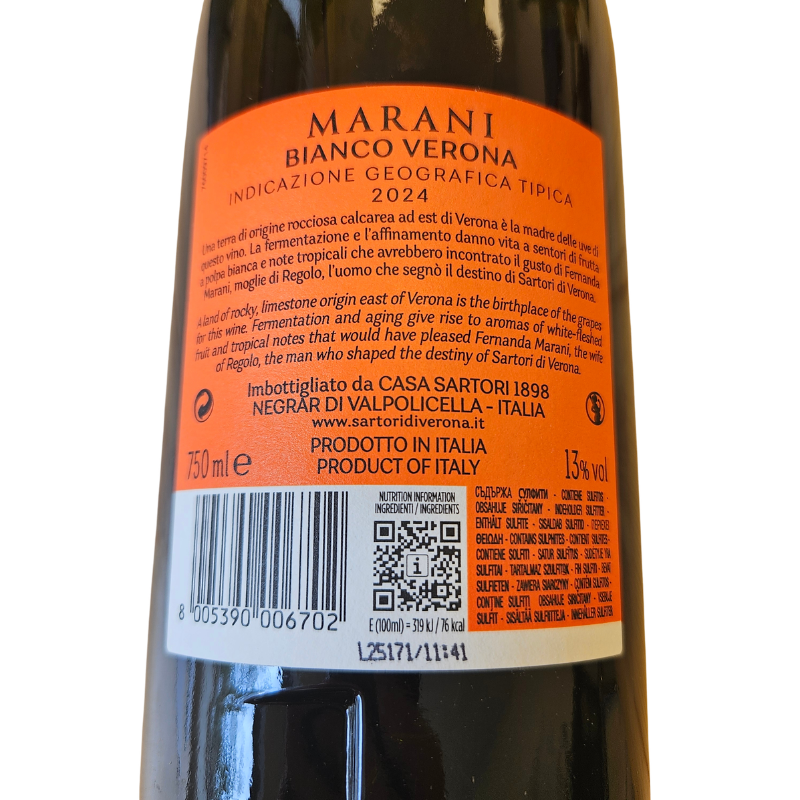 MARANI
BIANCO VERONA
INDICAZIONE GEOGRAFICA TIPICA
2024
Una terra di origine rocciosa calcarea ad est di Verona è la madre delle uve di
questo vino. La fermentazione e l'affinamento danno vita a sentori di frutta
a polpa bianca e note tropicali che avrebbero incontrato il gusto di Fernanda
Marani, moglie di Regolo, l'uomo che segnò il destino di Sartori di Verona.
A land of rocky, limestone origin east of Verona is the birthplace of the grapes
for this wine. Fermentation and aging give rise to aromas of white-fleshed
fruit and tropical notes that would have pleased Fernanda Marani, the wife
of Regolo, the man who shaped the destiny of Sartori di Verona.
Imbottigliato da CASA SARTORI 1898
NEGRAR DI VALPOLICELLA - ITALIA
www.sartoridiverona.it
PRODOTTO IN ITALIA
PRODUCT OF ITALY
750 ml e
13% vol
NUTRITION INFORMATION
INGREDIENTI / INGREDIENTS
E (100ml) = 319 kJ / 76 kcal
8 005390 006702
СЪДЪРЖА СУЛФИТИ - CONTIENE SULFITOS -
OBSAHUJE SIŘIČITANY - INDEHOLDER SULFITTER -
ENTHÄLT SULFITE - SISALDAB SULFITID -
ΘΕΙΩΔΗ - CONTAINS SULPHITES - CONTIENT SULFITES -
CONTIENE SOLFITI - SATUR SULFĪTUS - SUDĖTYJE YRA
SULFITAI - TARTALMAZ SZULFITOK - FIN SULFITI - BEVAT
SULFIETEN - ZAWIERA SIARCZYNY - CONTÉM SULFITOS -
CONȚINE SULFIȚI OBSAHUJE SIRIČITANY -
SULFIT - SISÄLTÄÄ SULFIITTEJA - INNEHÅLLER SULFITER
L25171/11:41